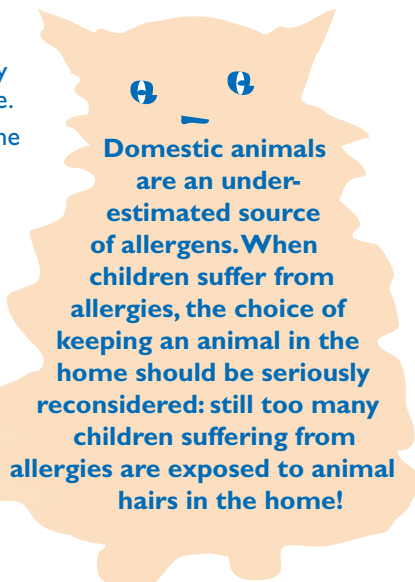 y
e.
ne
Domestic animals
are an under-
estimated source
of allergens. When
children suffer from
allergies, the choice of
keeping an animal in the
home should be seriously
reconsidered: still too many
children suffering from
allergies are exposed to animal
hairs in the home!